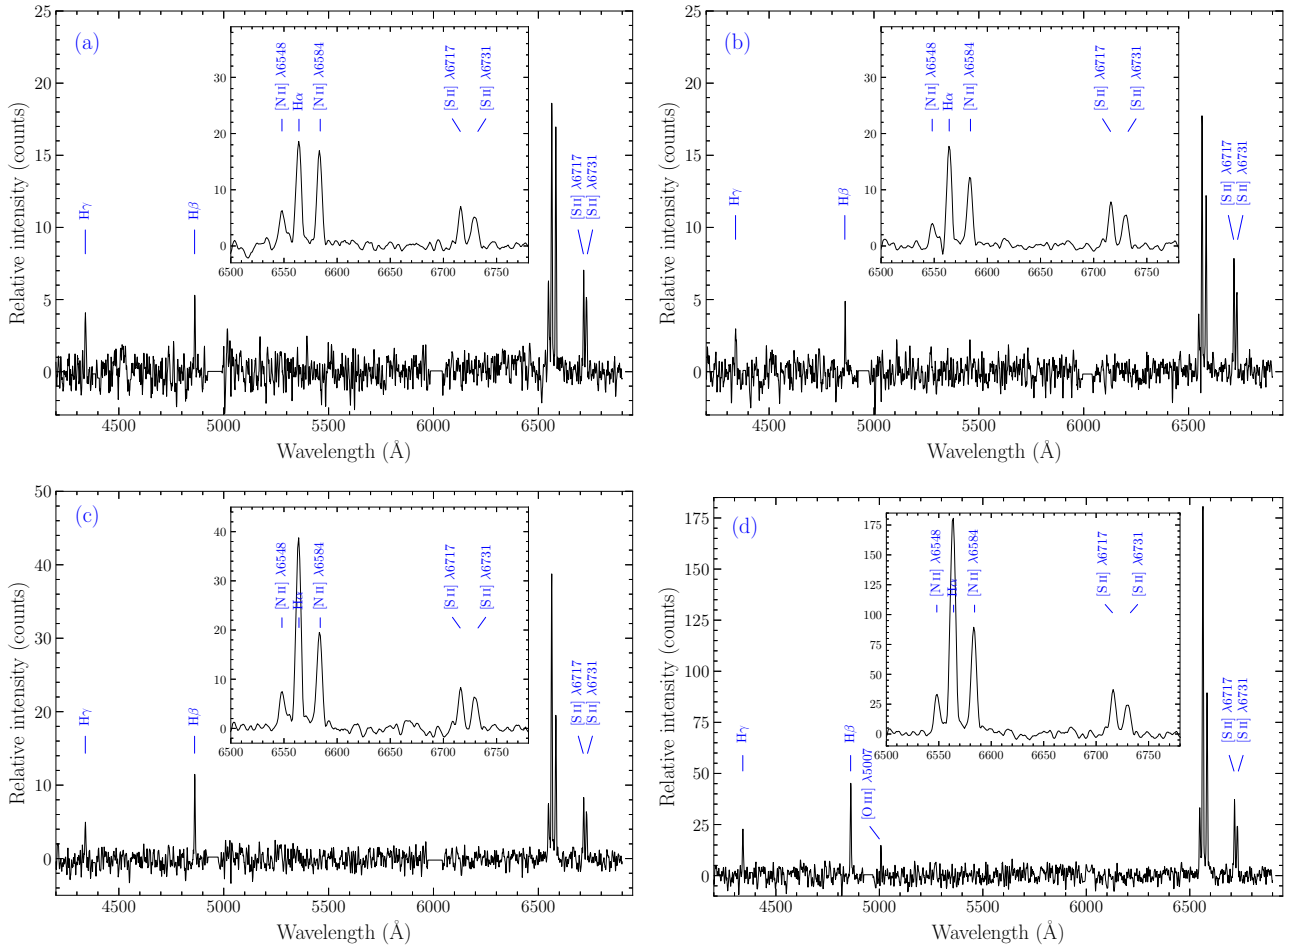 (a)
Relative intensity (counts)
25
20
15
10
5
0
4500
5000
5500
6000
6500
Wavelength (Å)
Hγ
Hβ
[S II] λ6717
[S II] λ6731
40
30
20
10
0
6500
6550
6600
6650
6700
6750
[N II] λ6548
Hα
[N II] λ6584
[S II] λ6717
[S II] λ6731
(b)
Relative intensity (counts)
25
20
15
10
5
0
4500
5000
5500
6000
6500
Wavelength (Å)
Hγ
Hβ
[S II] λ6717
[S II] λ6731
30
20
10
0
6500
6550
6600
6650
6700
6750
[N II] λ6548
Hα
[N II] λ6584
[S II] λ6717
[S II] λ6731
(c)
Relative intensity (counts)
50
40
30
20
10
0
4500
5000
5500
6000
6500
Wavelength (Å)
Hγ
Hβ
[S II] λ6717
[S II] λ6731
40
30
20
10
0
6500
6550
6600
6650
6700
6750
[N II] λ6548
Hα
[N II] λ6584
[S II] λ6717
[S II] λ6731
(d)
Relative intensity (counts)
175
150
125
100
75
50
25
0
4500
5000
5500
6000
6500
Wavelength (Å)
Hγ
Hβ
[O III] λ5007
[S II] λ6717
[S II] λ6731
175
150
125
100
75
50
25
0
6500
6550
6600
6650
6700
6750
[N II] λ6548
Hα
[N II] λ6584
[S II] λ6717
[S II] λ6731